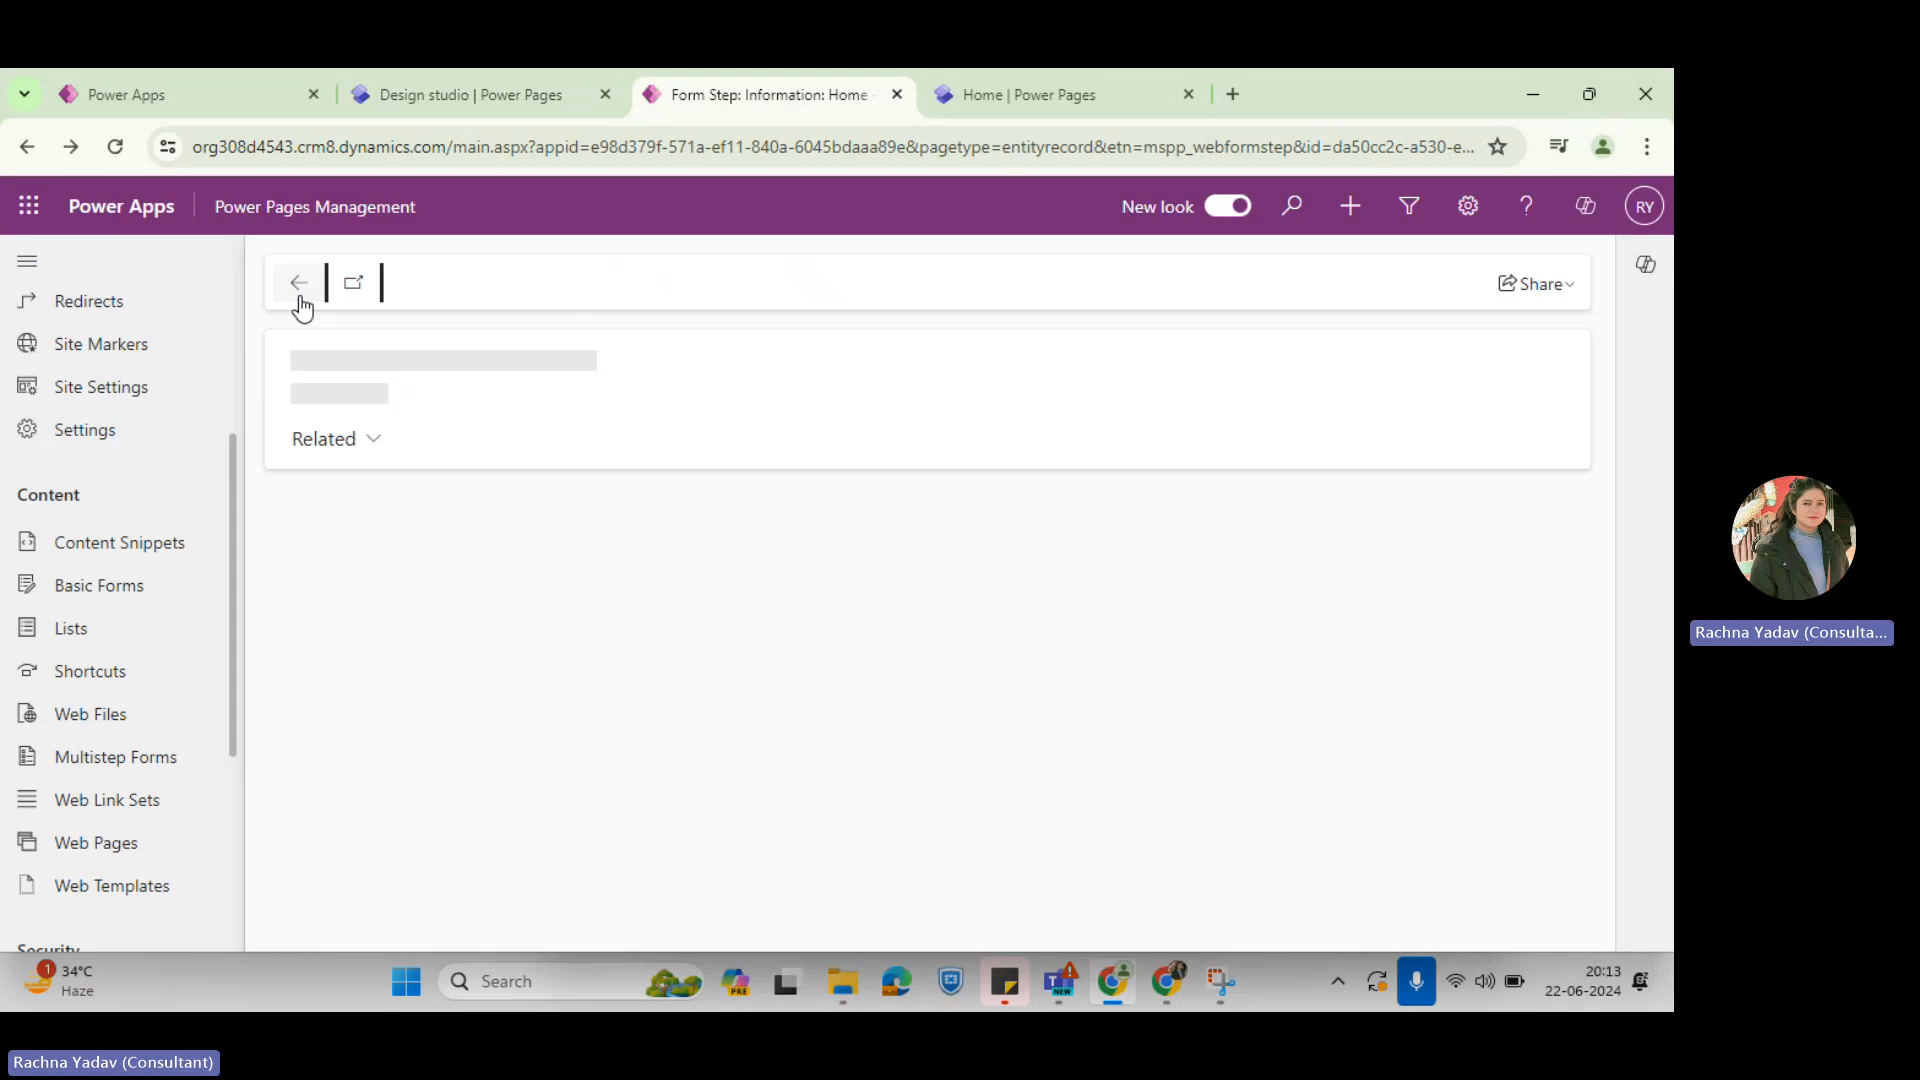 Power Apps
Design studio | Power Pages
Form Step: Information: Home
Home | Power Pages
org308d4543.crm8.dynamics.com/main.aspx?appid=e98d379f-571a-ef11-840a-6045bdaaa89e&pagetype=entityrecord&etn=mspp_webformstep&id=da50cc2c-a530-e...
Power Apps
Power Pages Management
New look
RY
Share
Redirects
Site Markers
Site Settings
Settings
Related
Content
Content Snippets
Basic Forms
Lists
Shortcuts
Web Files
Multistep Forms
Web Link Sets
Web Pages
Web Templates
Security
Rachna Yadav (Consulta...
1
34°C
Haze
Search
PRE
NEW
20:13
22-06-2024
Rachna Yadav (Consultant)